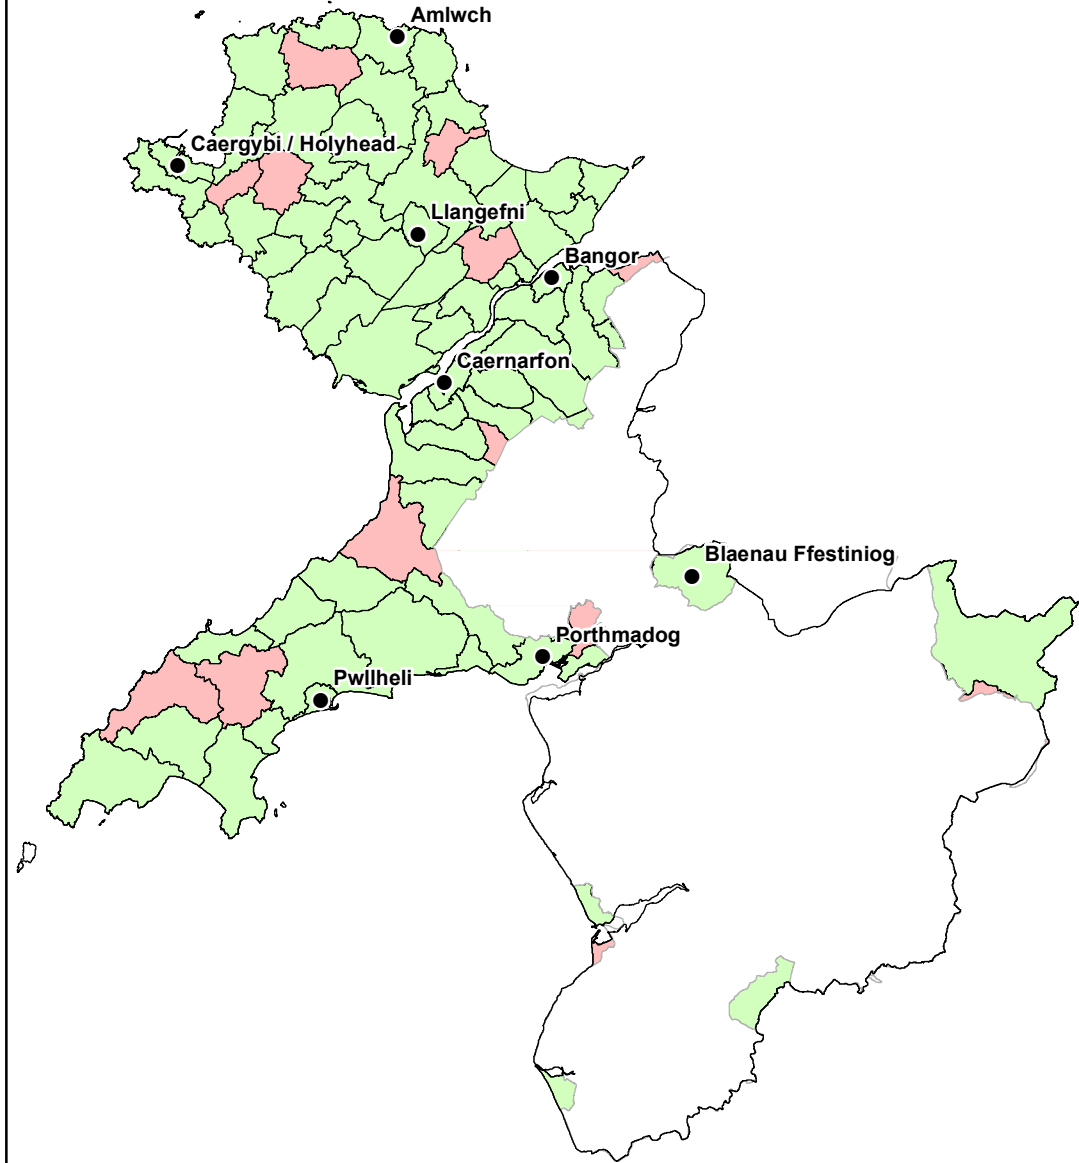 Amlwch
Caergybi / Holyhead
Llangefni
Bangor
Caernarfon
Blaenau Ffestiniog
Porthmadog
Pwllheli